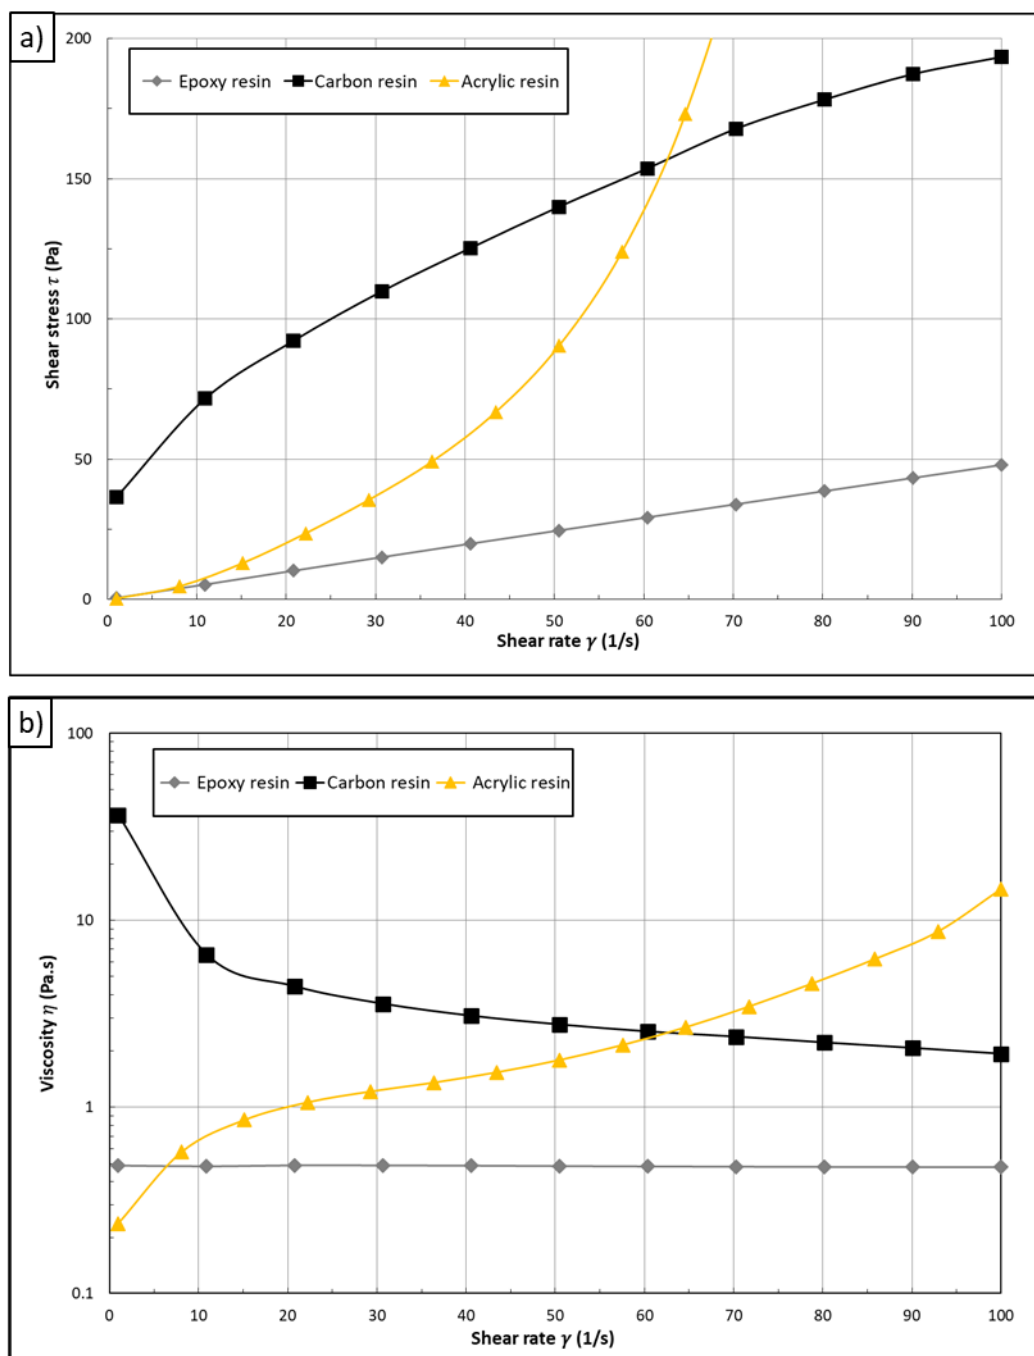 a)
Epoxy resin Carbon resin Acrylic resin
200
150
100
50
0
Shear stress τ (Pa)
0 10 20 30 40 50 60 70 80 90 100
Shear rate γ (1/s)
b)
Epoxy resin Carbon resin Acrylic resin
100
10
1
0.1
Viscosity η (Pa.s)
0 10 20 30 40 50 60 70 80 90 100
Shear rate γ (1/s)